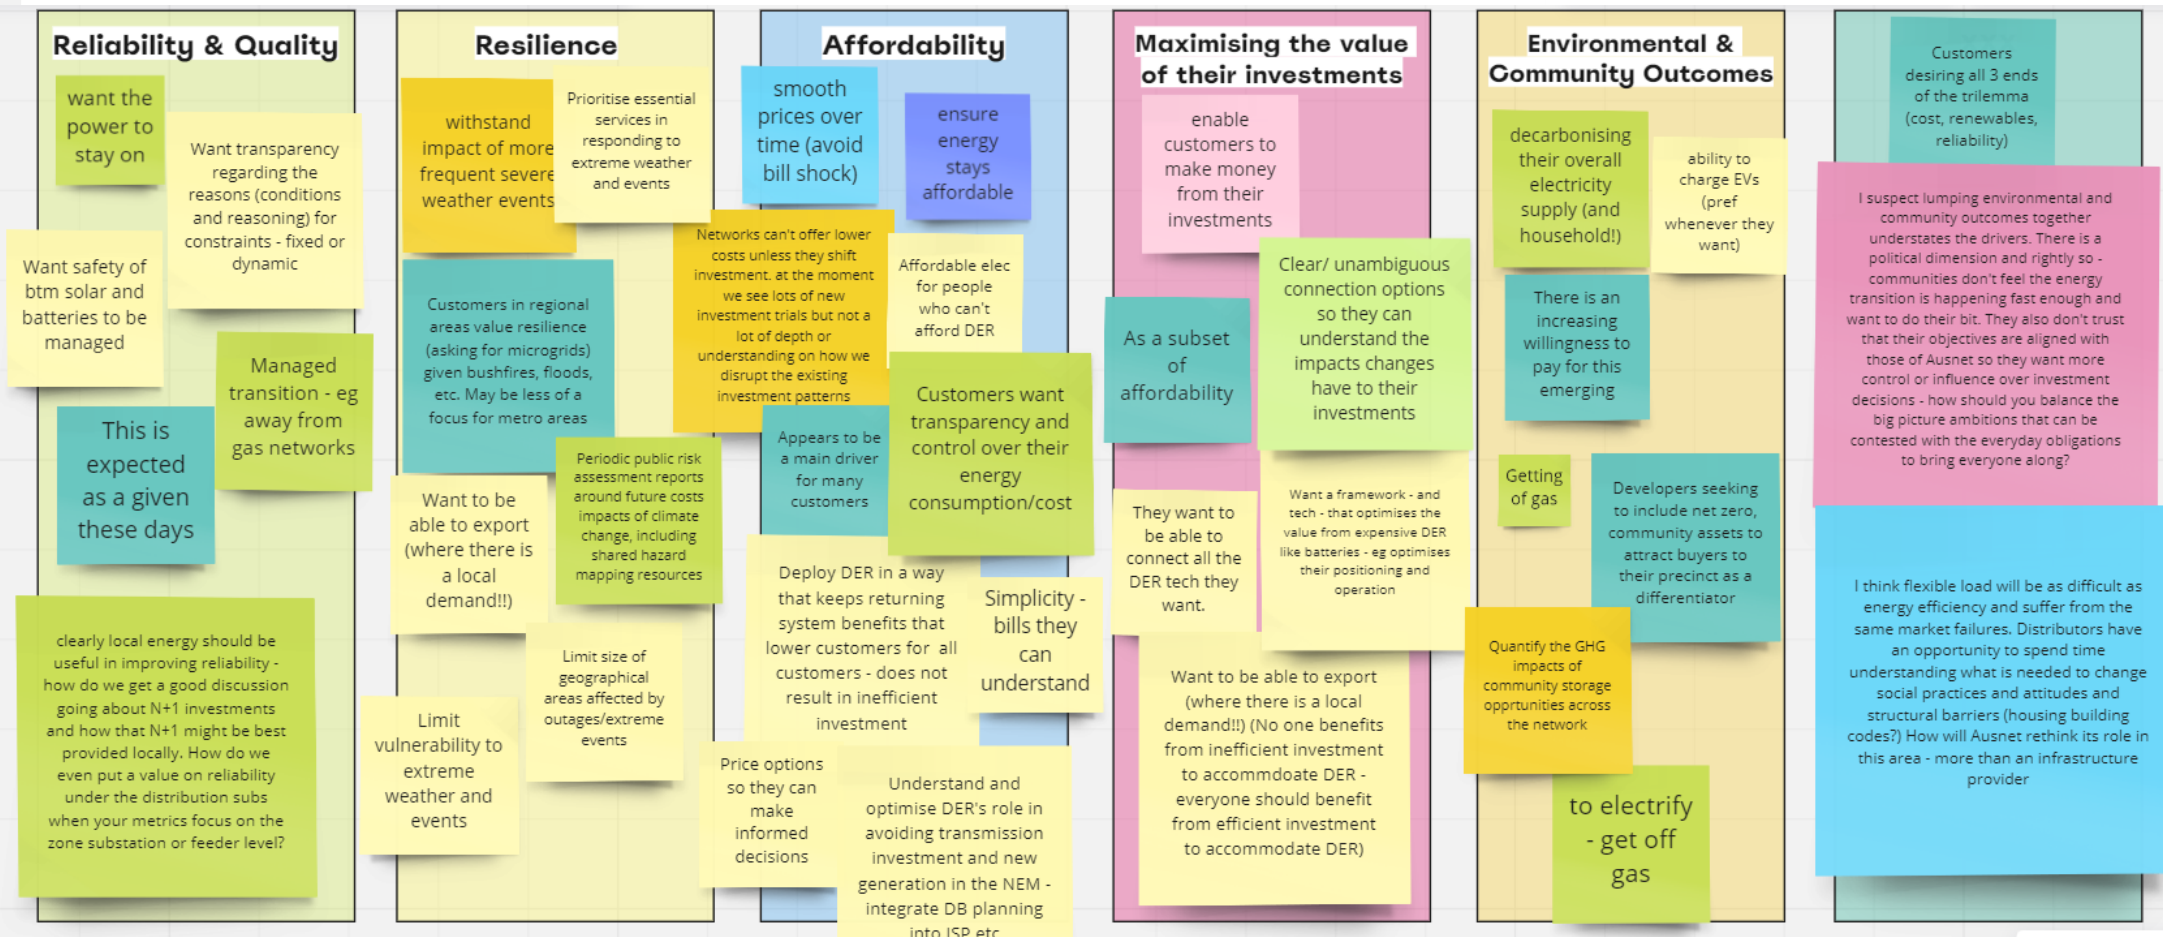 Reliability & Quality
want the
power to
stay on
Want transparency
regarding the
reasons (conditions
and reasoning) for
constraints - fixed or
dynamic
Want safety of
btm solar and
batteries to be
managed
Managed
transition - eg
away from
gas networks
This is
expected
as a given
these days
clearly local energy should be
useful in improving reliability -
how do we get a good discussion
going about N+1 investments
and how that N+1 might be best
provided locally. How do we
even put a value on reliability
under the distribution subs
when your metrics focus on the
zone substation or feeder level?
Resilience
withstand
impact of more
frequent severe
weather events
Prioritise essential
services in
responding to
extreme weather
and events
Customers in regional
areas value resilience
(asking for microgrids)
given bushfires, floods,
etc. May be less of a
focus for metro areas
Want to be
able to export
(where there is
a local
demand!!)
Periodic public risk
assessment reports
around future costs
impacts of climate
change, including
shared hazard
mapping resources
Limit size of
geographical
areas affected by
outages/extreme
events
Limit
vulnerability to
extreme
weather and
events
Affordability
smooth
prices over
time (avoid
bill shock)
ensure
energy
stays
affordable
Networks can't offer lower
costs unless they shift
investment. at the moment
we see lots of new
investment trials but not a
lot of depth or
understanding on how we
disrupt the existing
investment patterns
Affordable elec
for people
who can't
afford DER
Customers want
transparency and
control over their
energy
consumption/cost
Appears to be
a main driver
for many
customers
Deploy DER in a way
that keeps returning
system benefits that
lower customers for  all
customers - does not
result in inefficient
investment
Simplicity -
bills they
can
understand
Price options
so they can
make
informed
decisions
Understand and
optimise DER's role in
avoiding transmission
investment and new
generation in the NEM -
integrate DB planning
into ISP etc
Maximising the value
of their investments
enable
customers to
make money
from their
investments
Clear/ unambiguous
connection options
so they can
understand the
impacts changes
have to their
investments
As a subset
of
affordability
They want to
be able to
connect all the
DER tech they
want.
Want a framework - and
tech - that optimises the
value from expensive DER
like batteries - eg optimises
their positioning and
operation
Want to be able to export
(where there is a local
demand!!) (No one benefits
from inefficient investment
to accommdoate DER -
everyone should benefit
from efficient investment
to accommodate DER)
Environmental &
Community Outcomes
decarbonising
their overall
electricity
supply (and
household!)
ability to
charge EVs
(pref
whenever they
want)
There is an
increasing
willingness to
pay for this
emerging
Getting
of gas
Developers seeking
to include net zero,
community assets to
attract buyers to
their precinct as a
differentiator
Quantify the GHG
impacts of
community storage
opprtunities across
the network
to electrify
- get off
gas
Customers
desiring all 3 ends
of the trilemma
(cost, renewables,
reliability)
I suspect lumping environmental and
community outcomes together
understates the drivers. There is a
political dimension and rightly so -
communities don't feel the energy
transition is happening fast enough and
want to do their bit. They also don't trust
that their objectives are aligned with
those of Ausnet so they want more
control or influence over investment
decisions - how should you balance the
big picture ambitions that can be
contested with the everyday obligations
to bring everyone along?
I think flexible load will be as difficult as
energy efficiency and suffer from the
same market failures. Distributors have
an opportunity to spend time
understanding what is needed to change
social practices and attitudes and
structural barriers (housing building
codes?) How will Ausnet rethink its role in
this area - more than an infrastructure
provider